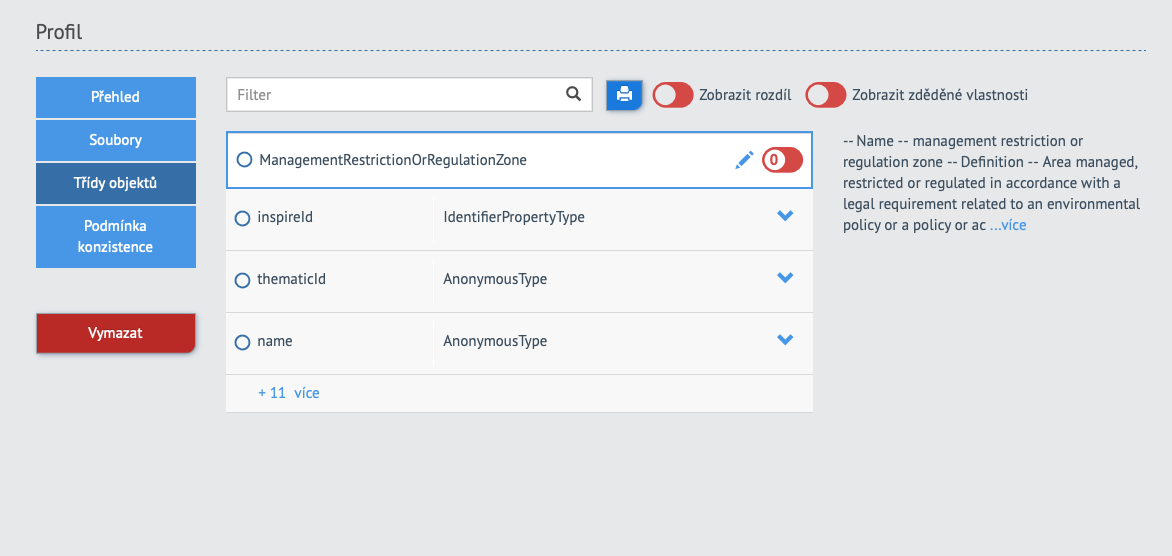 Profil
Přehled
Soubory
Třídy objektů
Podmínka
konzistence
Vymazat
Filter
Zobrazit rozdíl
Zobrazit zděděné vlastnosti
ManagementRestrictionOrRegulationZone
0
inspireId IdentifierPropertyType
thematicId AnonymousType
name AnonymousType
+ 11 více
-- Name -- management restriction or
regulation zone -- Definition -- Area managed,
restricted or regulated in accordance with a
legal requirement related to an environmental
policy or a policy or ac ...více